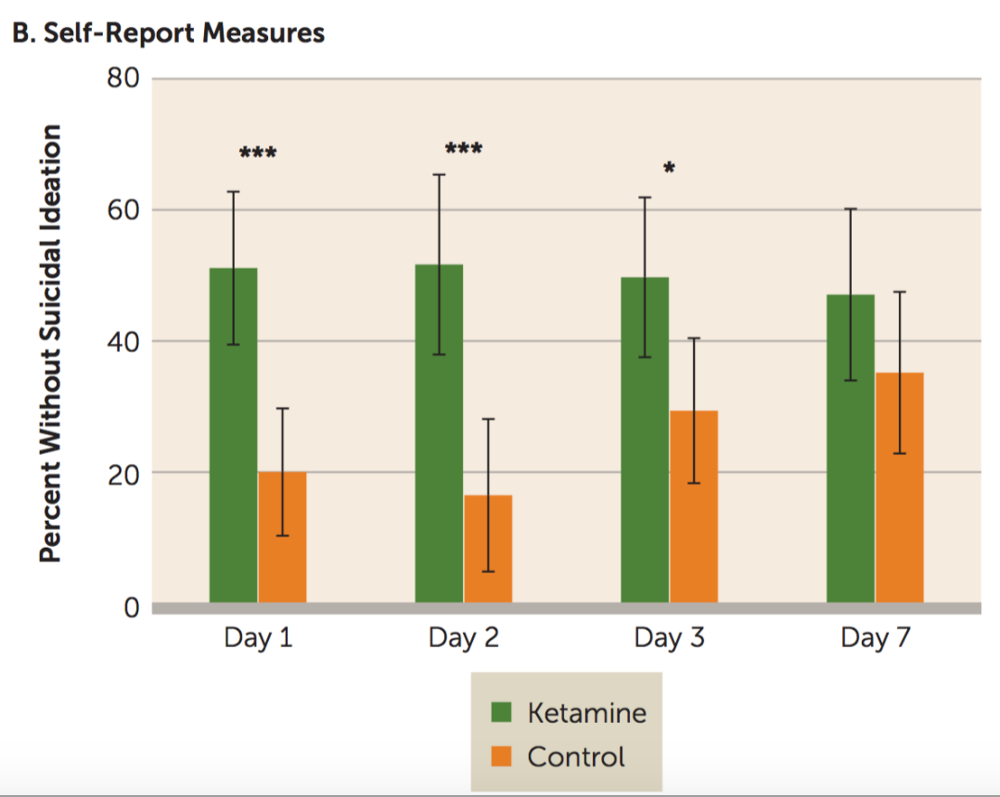 B. Self-Report Measures
Percent Without Suicidal Ideation
80
60
40
20
0
***
***
*
Day 1 Day 2 Day 3 Day 7
Ketamine
Control